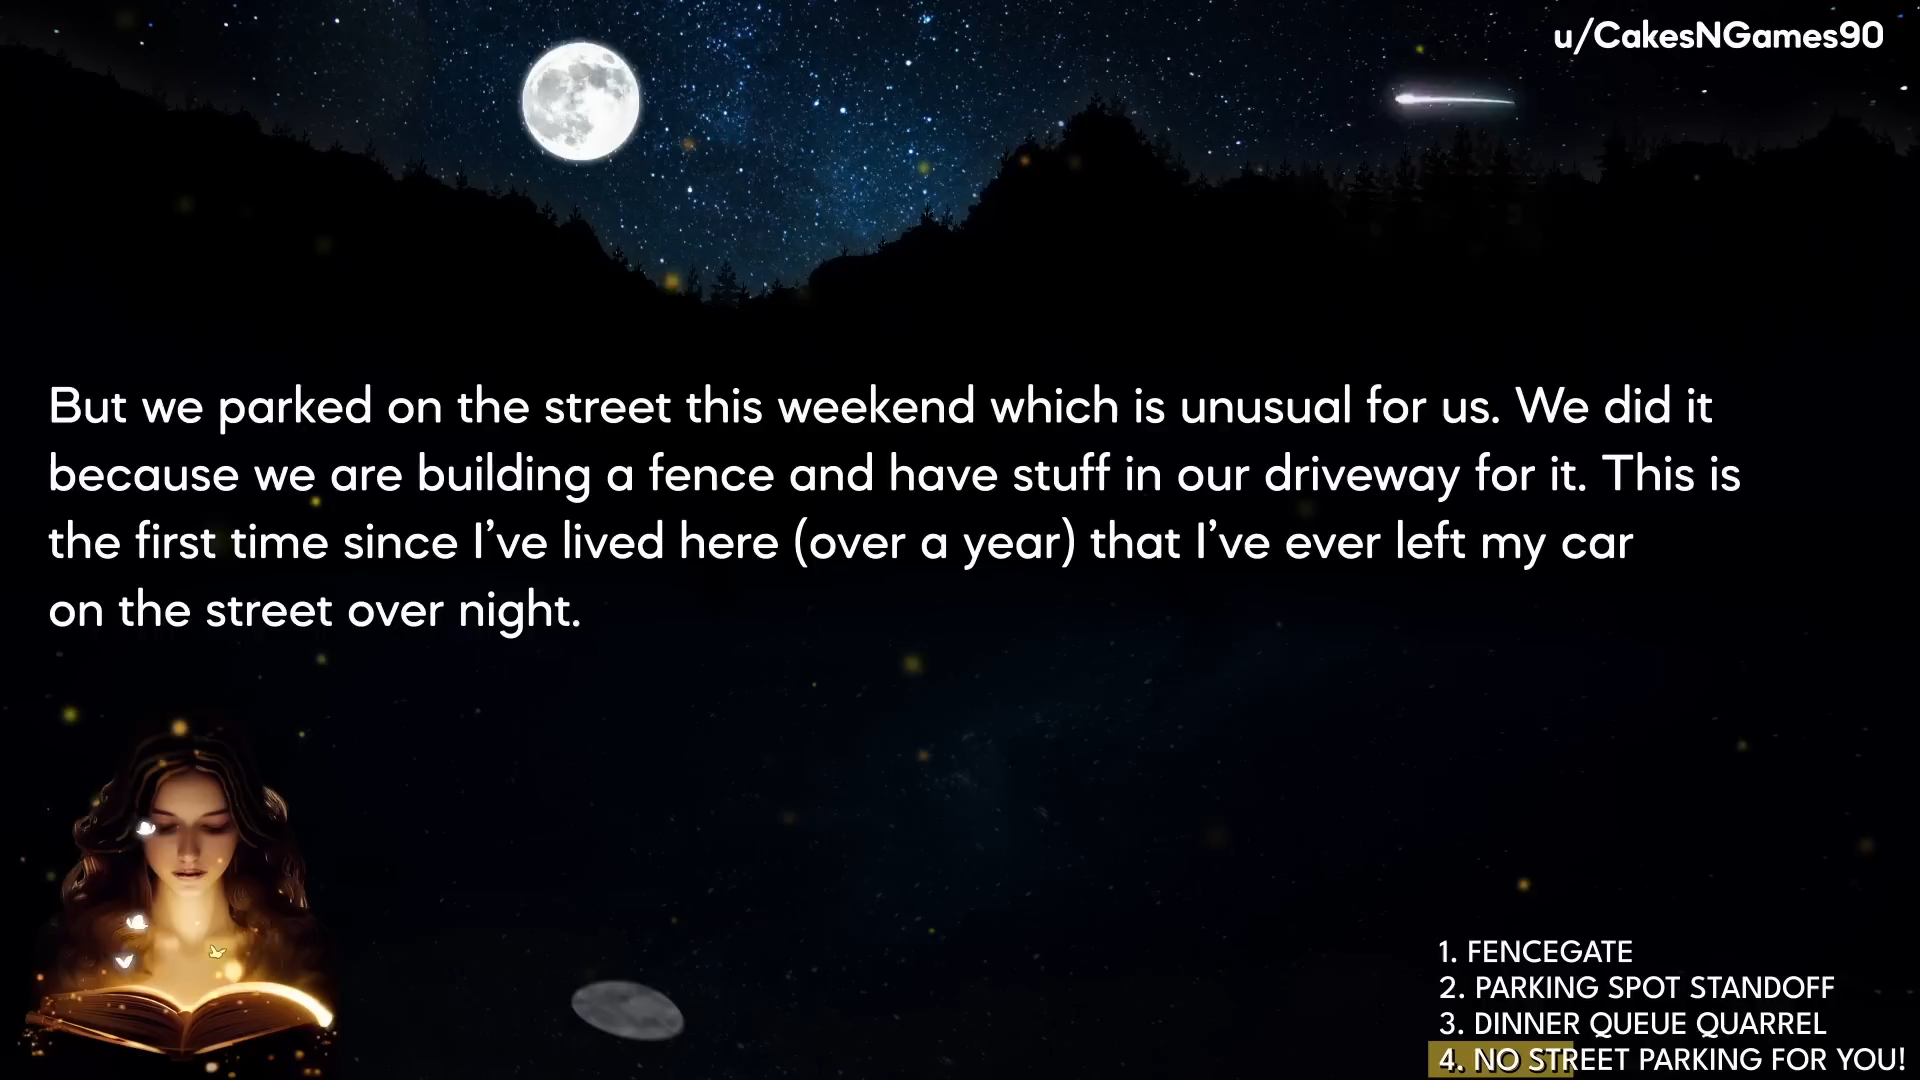 u/CakesNGames90
But we parked on the street this weekend which is unusual for us. We did it
because we are building a fence and have stuff in our driveway for it. This is
the first time since I’ve lived here (over a year) that I’ve ever left my car
on the street over night.
1. FENCEGATE
2. PARKING SPOT STANDOFF
3. DINNER QUEUE QUARREL
4. NO STREET PARKING FOR YOU!